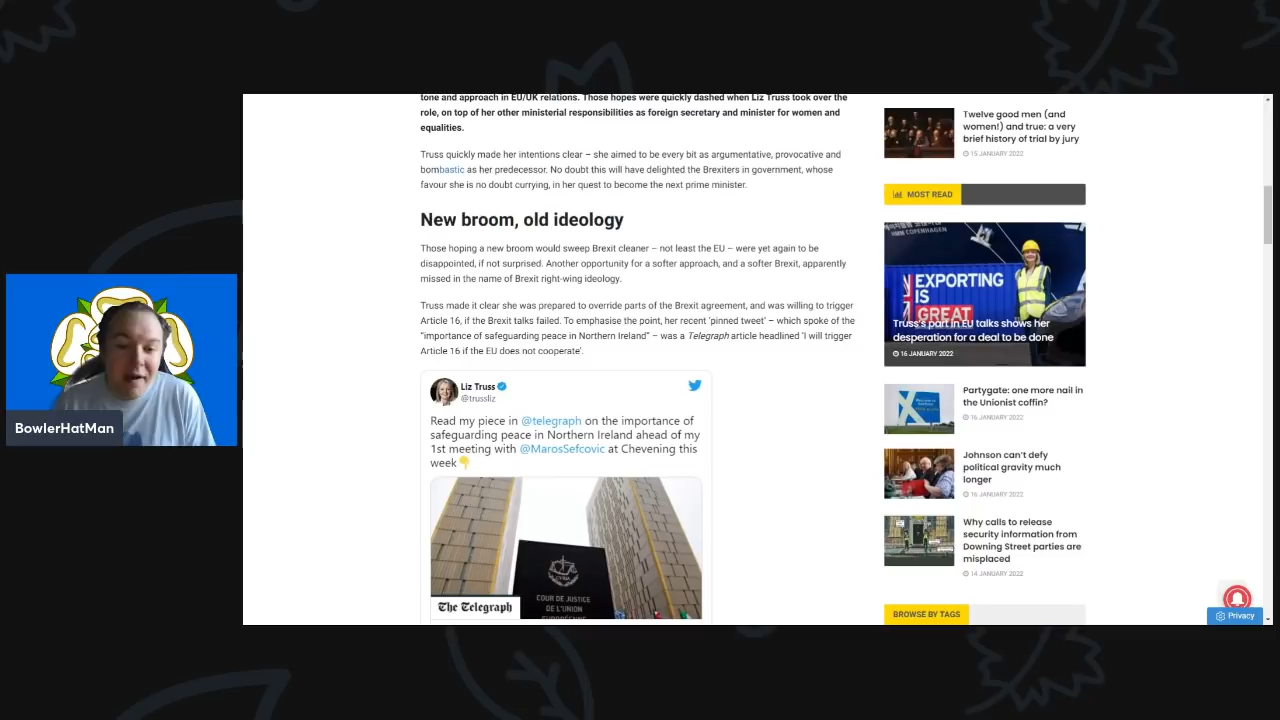 tone and approach in EU/UK relations. Those hopes were quickly dashed when Liz Truss took over the
role, on top of her other ministerial responsibilities as foreign secretary and minister for women and
equalities.
Truss quickly made her intentions clear – she aimed to be every bit as argumentative, provocative and
bombastic as her predecessor. No doubt this will have delighted the Brexiters in government, whose
favour she is no doubt currying, in her quest to become the next prime minister.
New broom, old ideology
Those hoping a new broom would sweep Brexit cleaner – not least the EU – were yet again to be
disappointed, if not surprised. Another opportunity for a softer approach, and a softer Brexit, apparently
missed in the name of Brexit right-wing ideology.
Truss made it clear she was prepared to override parts of the Brexit agreement, and was willing to trigger
Article 16, if the Brexit talks failed. To emphasise the point, her recent ‘pinned tweet’ – which spoke of the
“importance of safeguarding peace in Northern Ireland” – was a Telegraph article headlined ‘I will trigger
Article 16 if the EU does not cooperate’.
Liz Truss
@trussliz
Read my piece in @telegraph on the importance of
safeguarding peace in Northern Ireland ahead of my
1st meeting with @MarosSefcovic at Chevening this
week
CVRIA
COUR DE JUSTICE
DE L'UNION
EUROPÉENNE
The Telegraph
BowlerHatMan
Twelve good men (and
women!) and true: a very
brief history of trial by jury
15 JANUARY 2022
MOST READ
COPENHAGEN
EXPORTING
IS
GREAT
Truss's part in EU talks shows her
desperation for a deal to be done
16 JANUARY 2022
Partygate: one more nail in
the Unionist coffin?
16 JANUARY 2022
Johnson can't defy
political gravity much
longer
16 JANUARY 2022
Why calls to release
security information from
Downing Street parties are
misplaced
14 JANUARY 2022
BROWSE BY TAGS
Privacy